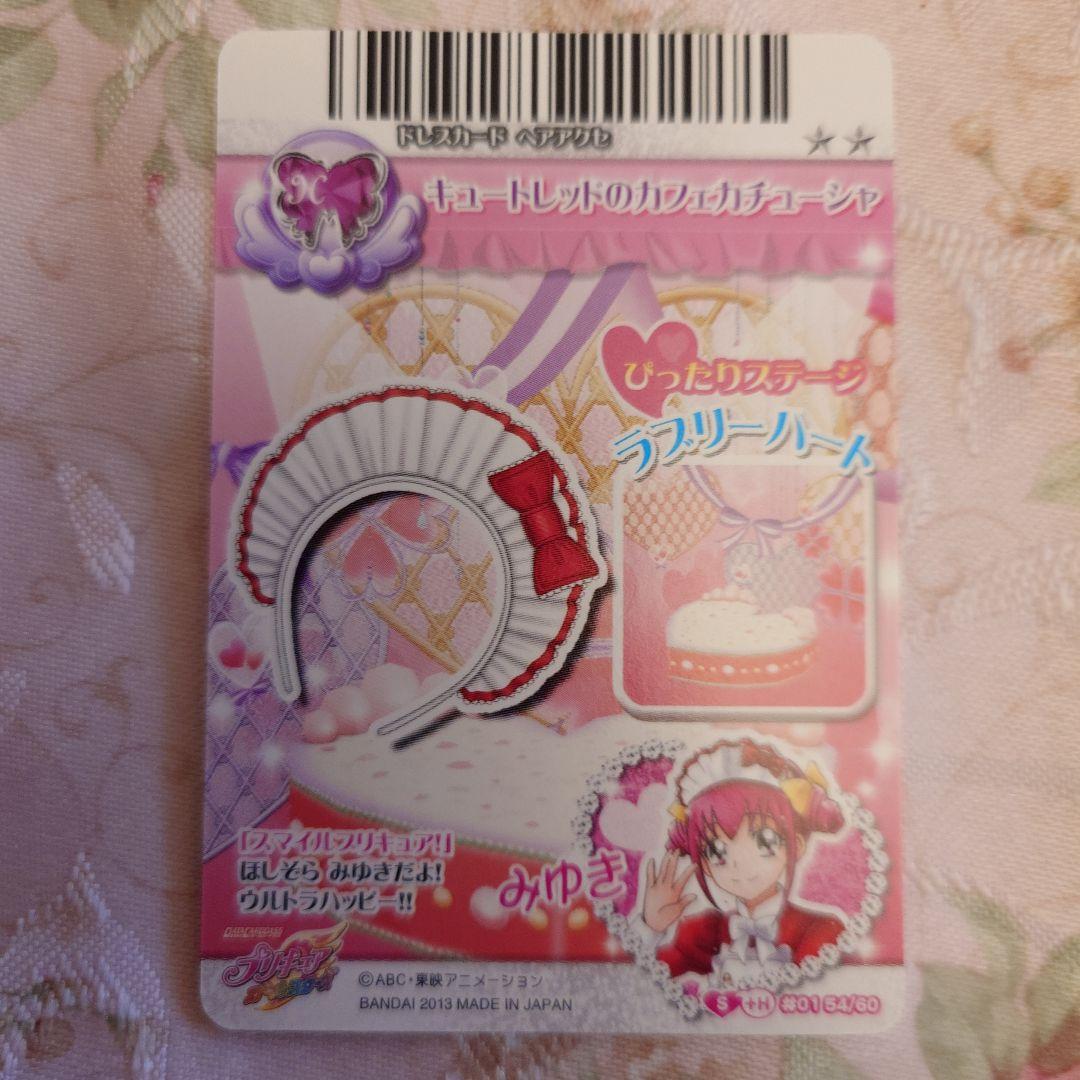 ドレスカード ヘアアクセ
キュートレッドのカフェカチューシャ
ぴったりステージ
ラブリーハート
「スマイルプリキュア!」
ほしぞら みゆきだよ!
ウルトラハッピー!!
みゆき
DATA CARDDASS
プリキュア
©ABC・東映アニメーション
BANDAI 2013 MADE IN JAPAN
S +H #01 54/60